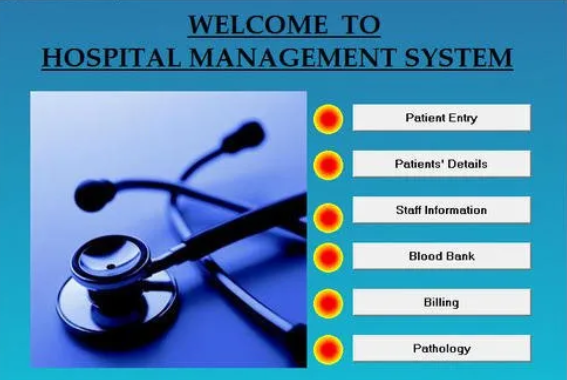 WELCOME TO
HOSPITAL MANAGEMENT SYSTEM
Patient Entry
Patients' Details
Staff Information
Blood Bank
Billing
Pathology